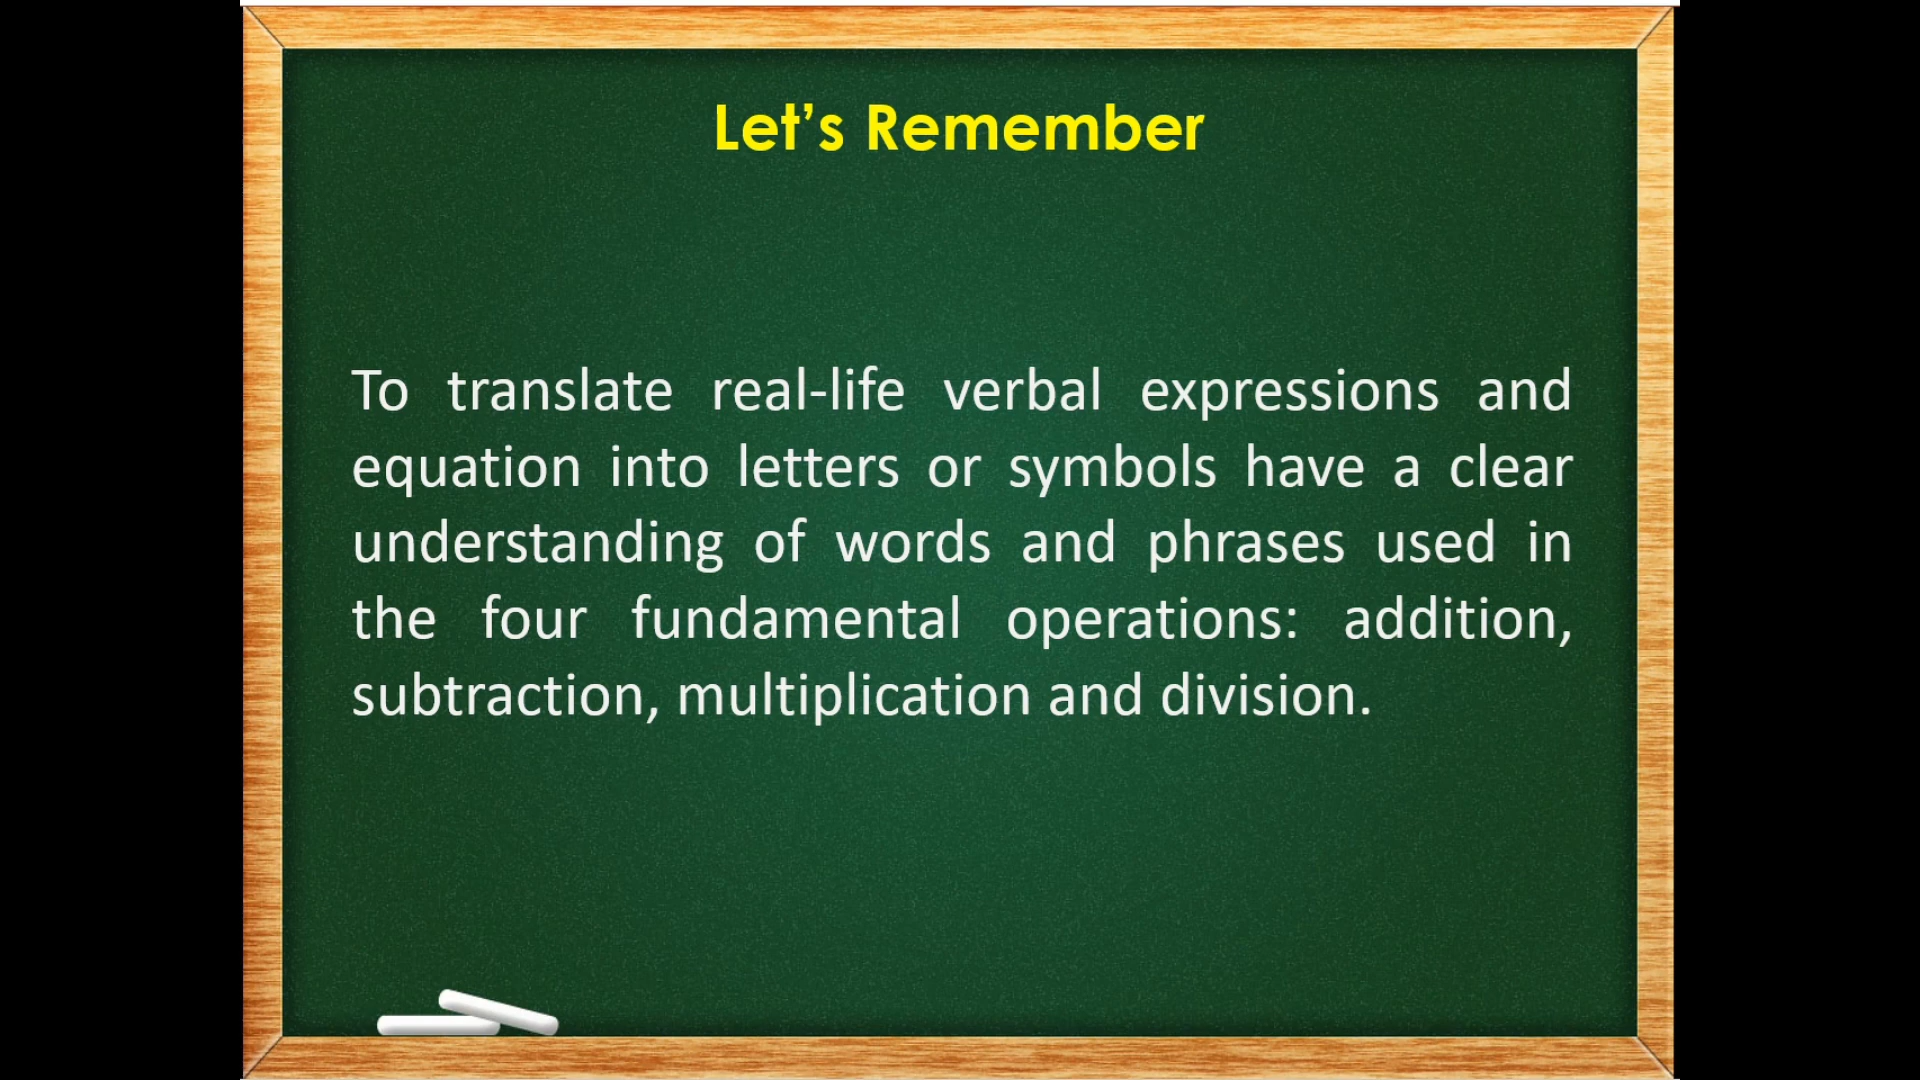 Let’s Remember
To translate real-life verbal expressions and
equation into letters or symbols have a clear
understanding of words and phrases used in
the four fundamental operations: addition,
subtraction, multiplication and division.